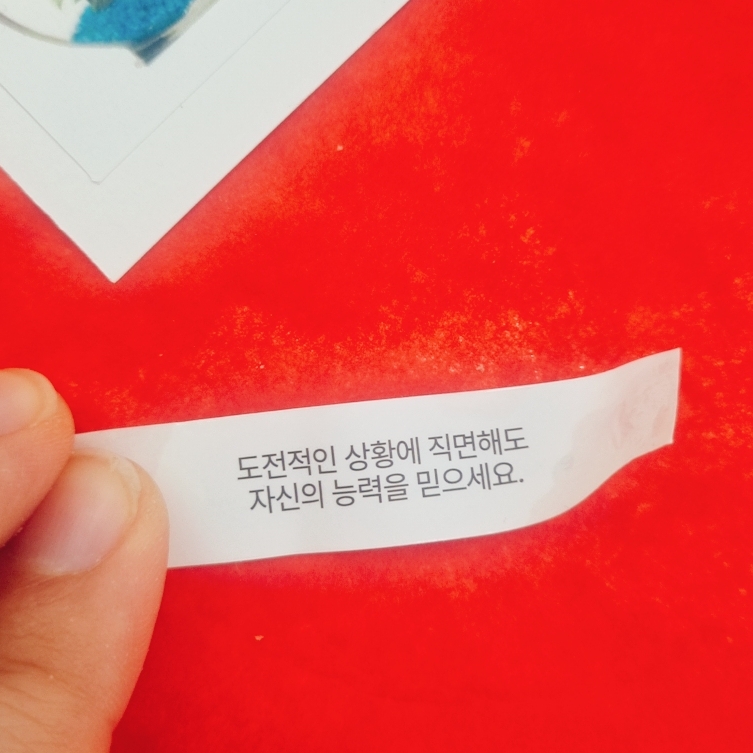 도전적인 상황에 직면해도
자신의 능력을 믿으세요.